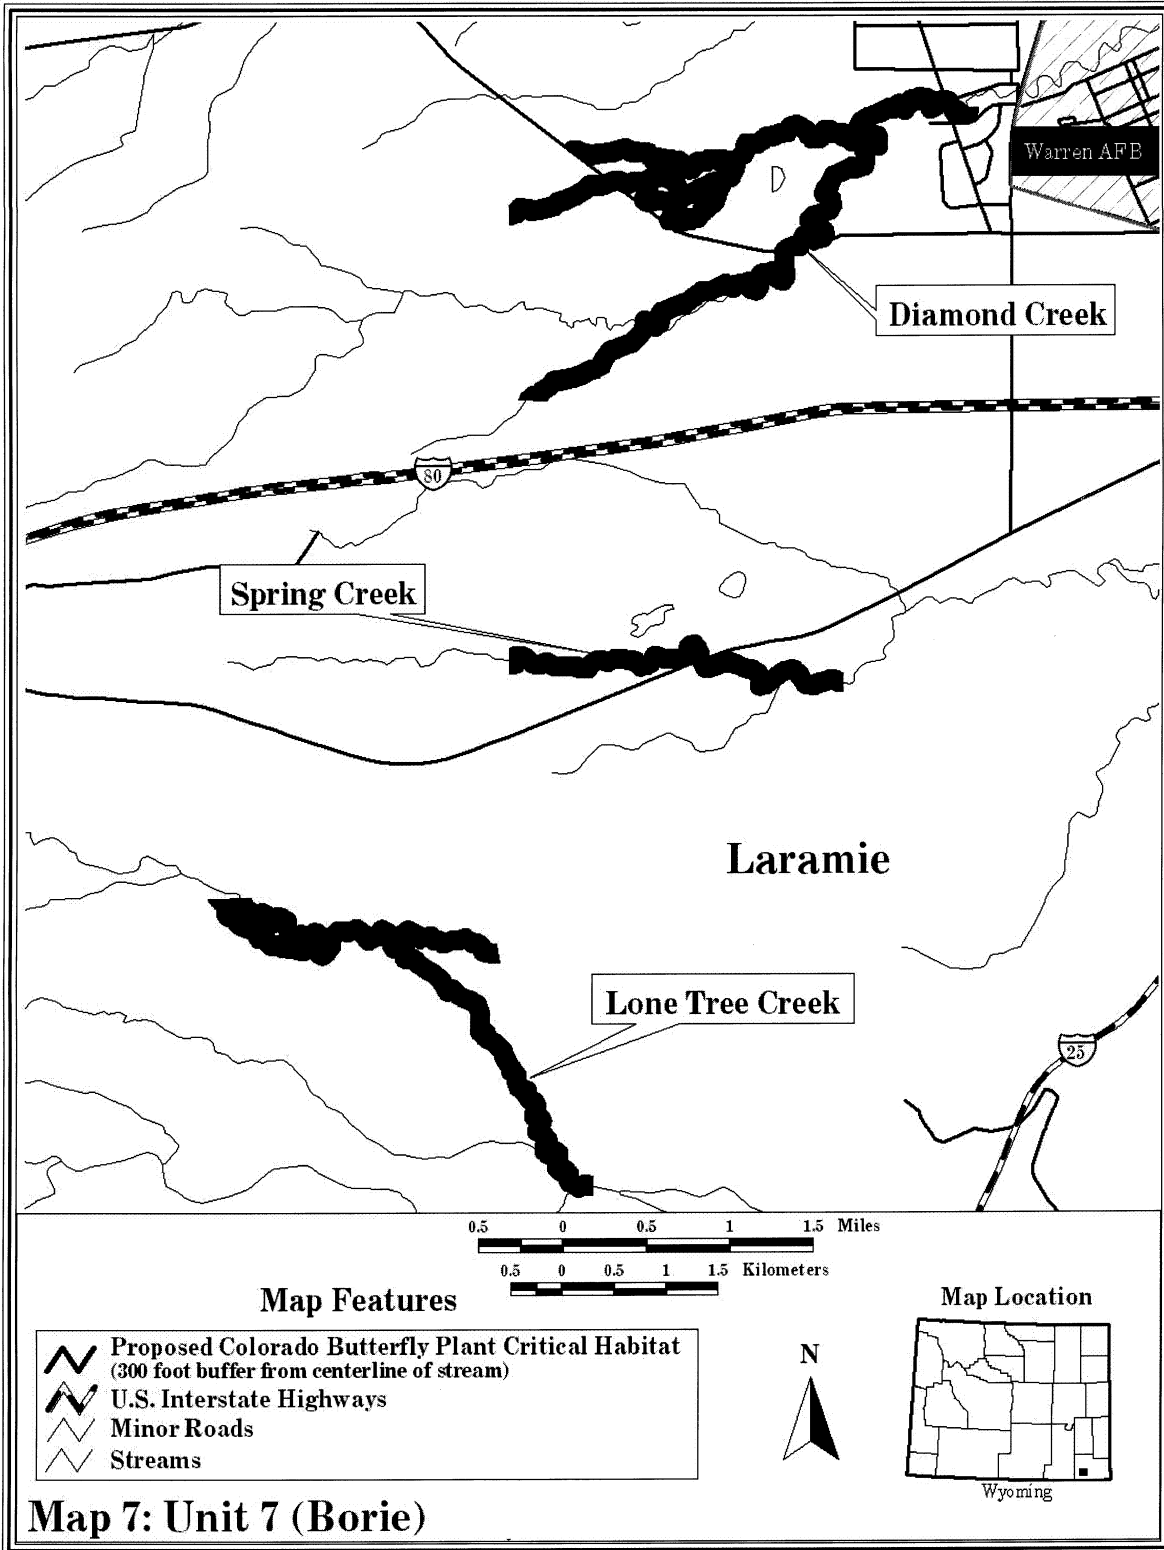 Warren AFB
Diamond Creek
80
Spring Creek
Laramie
Lone Tree Creek
25
0.5 0 0.5 1 1.5 Miles
0.5 0 0.5 1 1.5 Kilometers
Map Features
Proposed Colorado Butterfly Plant Critical Habitat
(300 foot buffer from centerline of stream)
U.S. Interstate Highways
Minor Roads
Streams
N
Map Location
Wyoming
Map 7: Unit 7 (Borie)